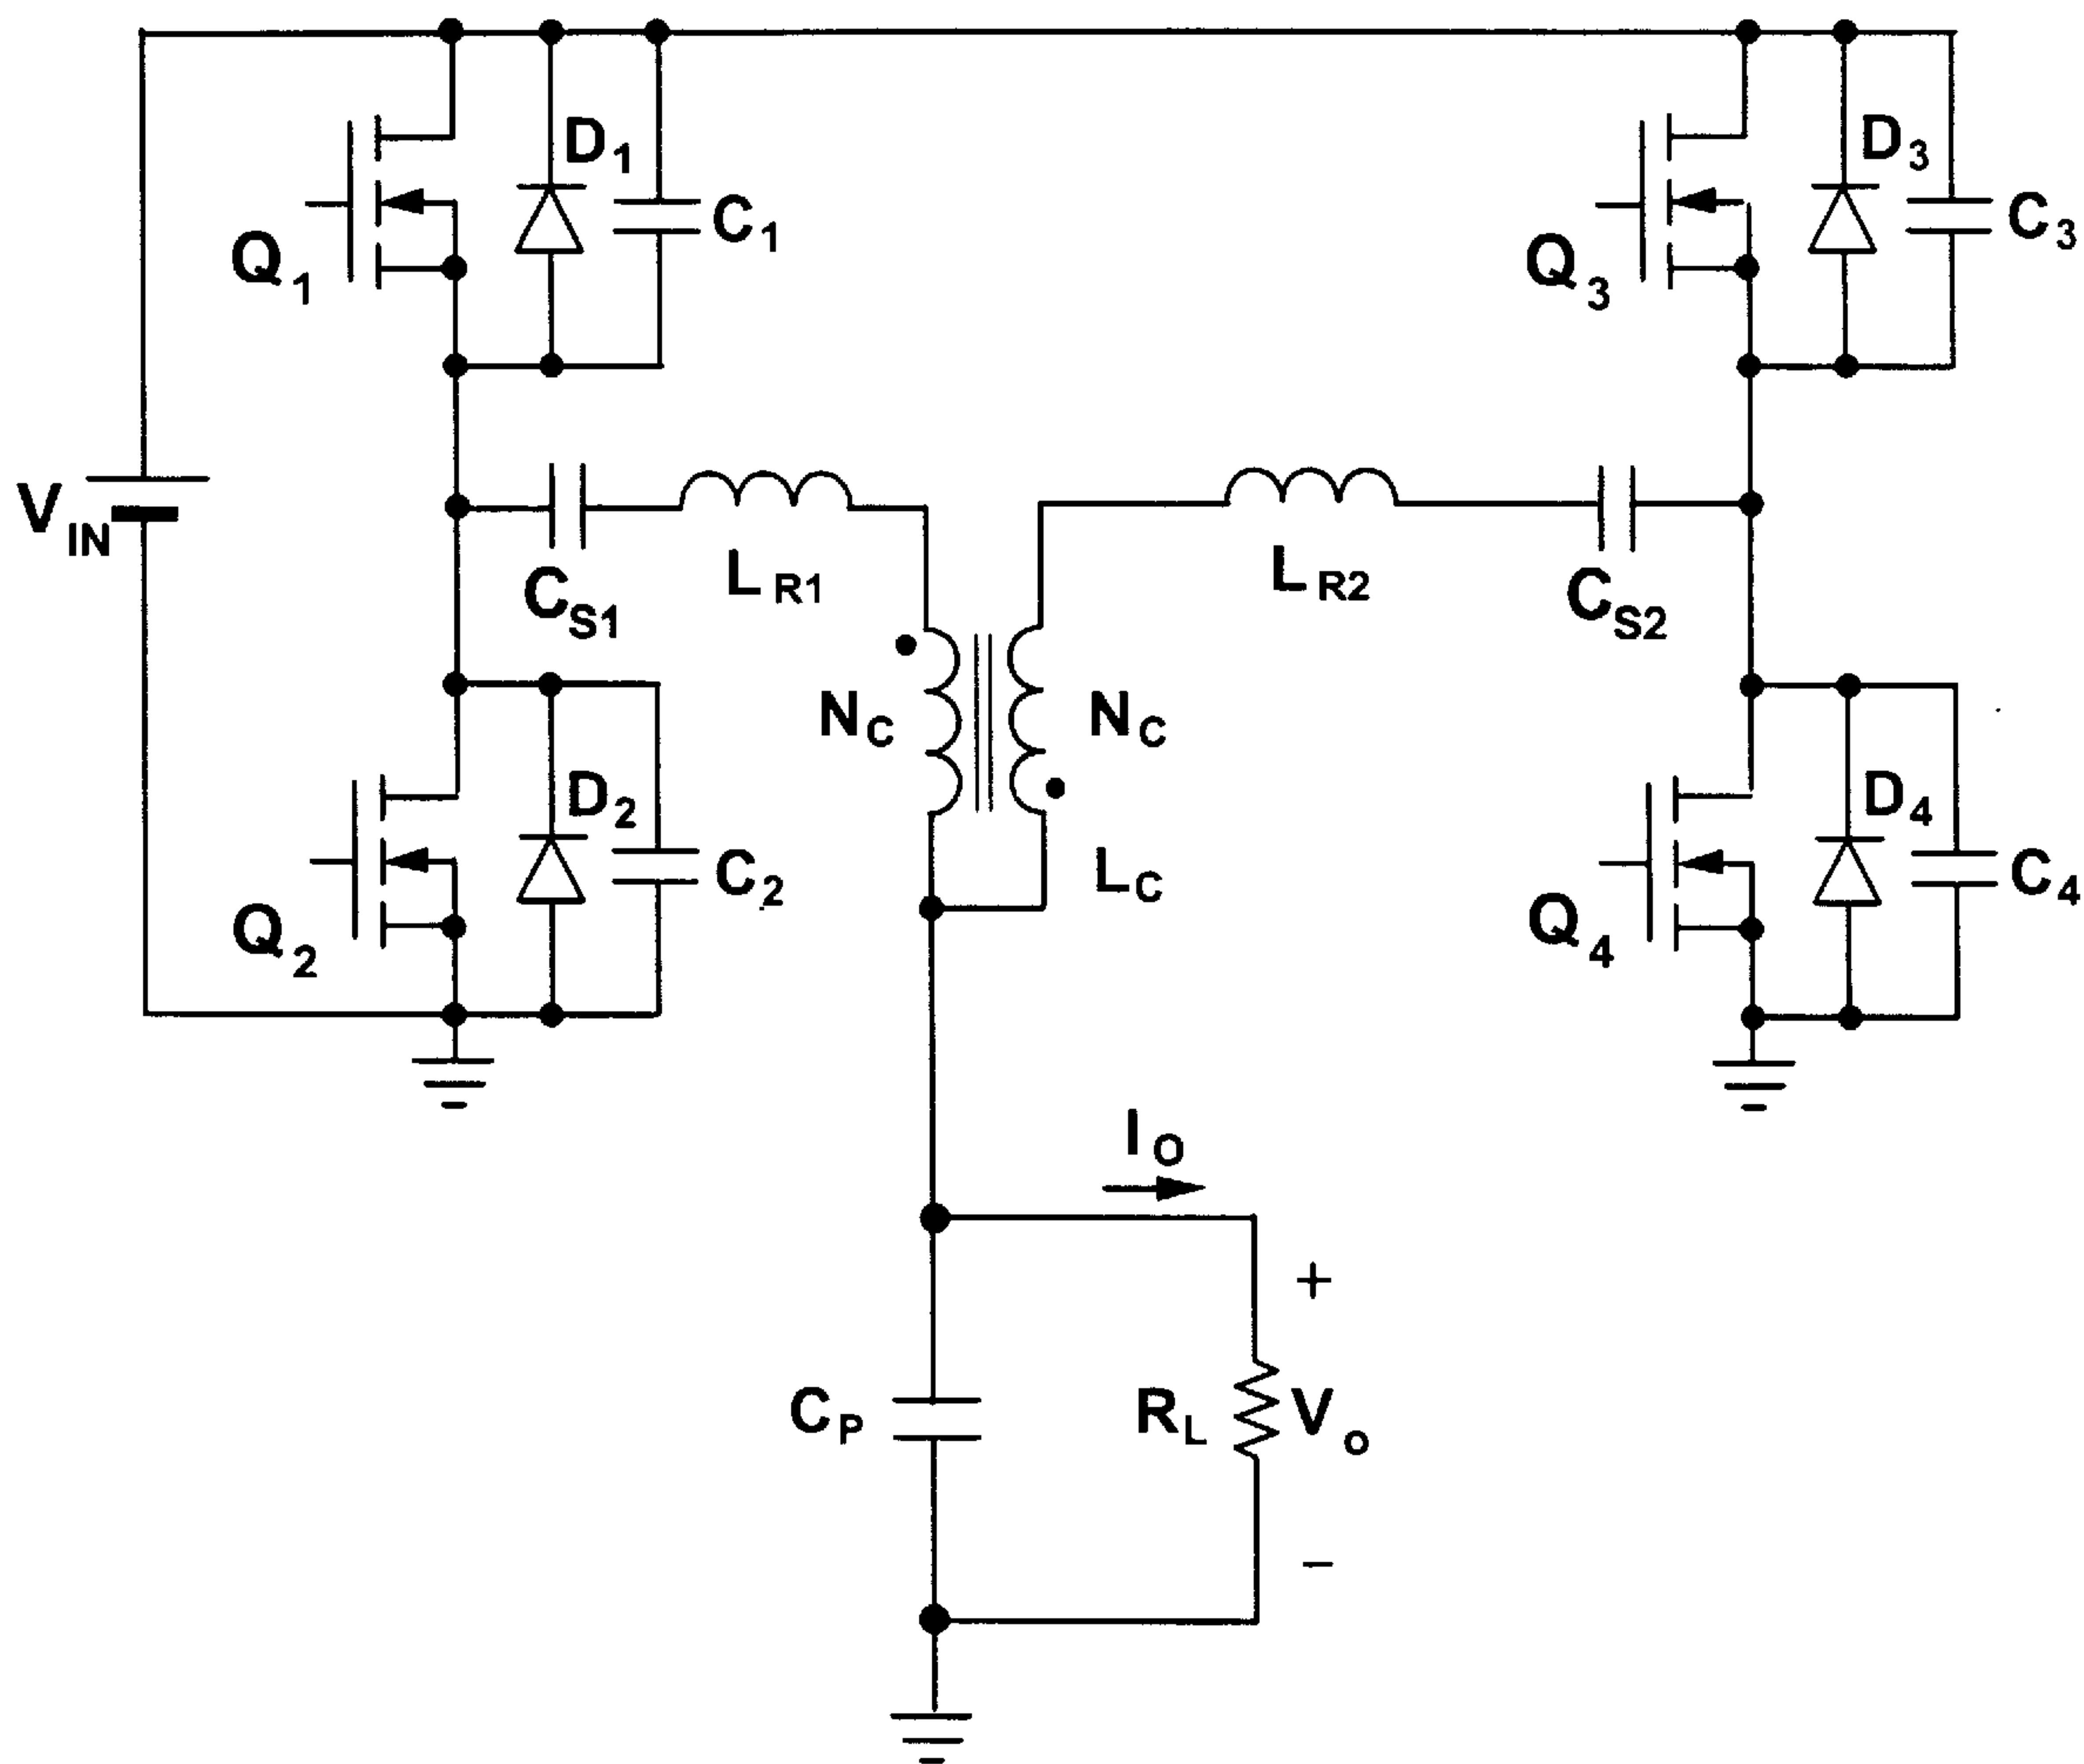 D1
C1
Q1
D3
C3
Q3
VIN
CS1
LR1
LR2
CS2
NC
NC
D2
C2
Q2
LC
D4
C4
Q4
IO
+
CP
RL
Vo
−